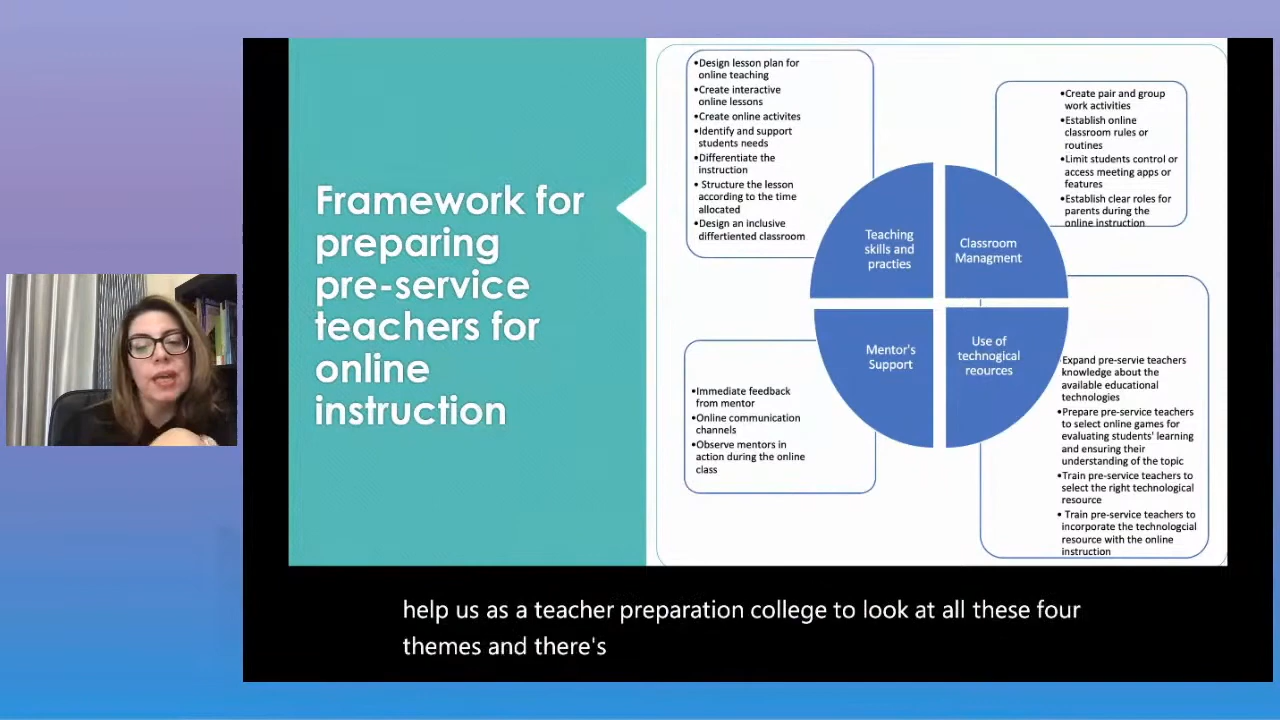 Framework for
preparing
pre-service
teachers for
online
instruction
•Design lesson plan for
online teaching
•Create interactive
online lessons
•Create online activites
•Identify and support
students needs
•Differentiate the
instruction
• Structure the lesson
according to the time
allocated
•Design an inclusive
differtiented classroom
•Create pair and group
work activities
•Establish online
classroom rules or
routines
•Limit students control or
access meeting apps or
features
•Establish clear roles for
parents during the
online instruction
Teaching
skills and
practies
Classroom
Managment
Mentor's
Support
Use of
technogical
reources
•Immediate feedback
from mentor
•Online communication
channels
•Observe mentors in
action during the online
class
•Expand pre-servie teachers
knowledge about the
available educational
technologies
•Prepare pre-service teachers
to select online games for
evaluating students' learning
and ensuring their
understanding of the topic
•Train pre-service teachers to
select the right technological
resource
• Train pre-service teachers to
incorporate the technologcial
resource with the online
instruction
help us as a teacher preparation college to look at all these four
themes and there's